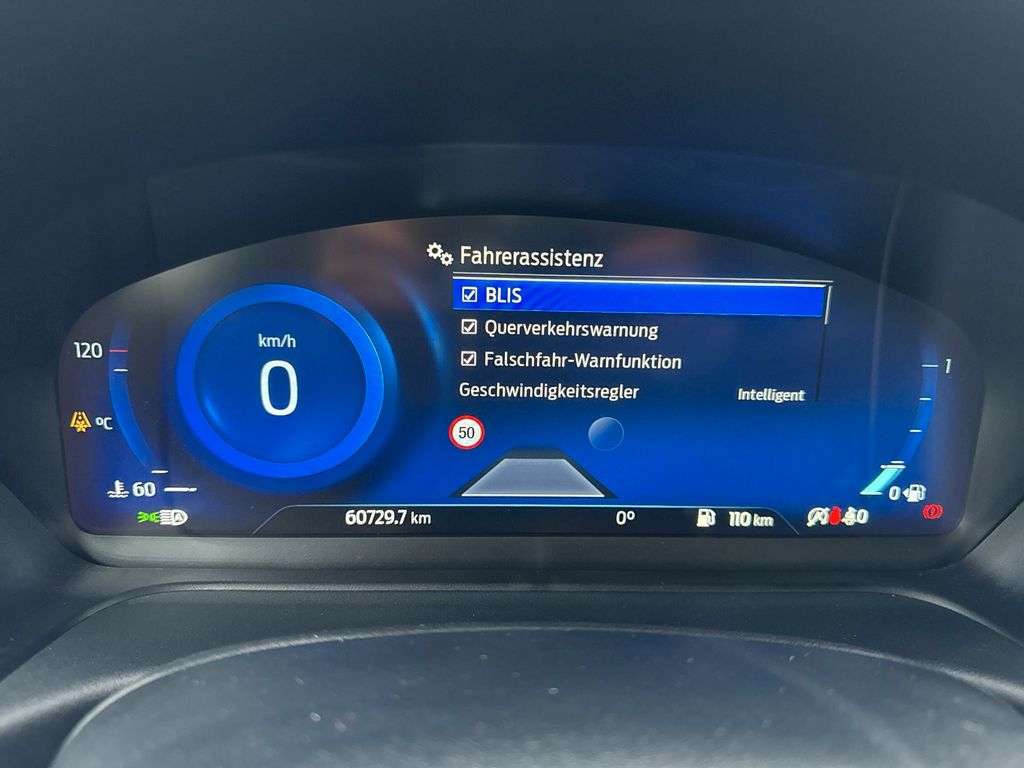 Fahrerassistenz
BLIS
Querverkehrswarnung
Falschfahr-Warnfunktion
Geschwindigkeitsregler Intelligent
km/h
0
120
°C
60
50
1
0
60729.7 km
0°
110 km
0